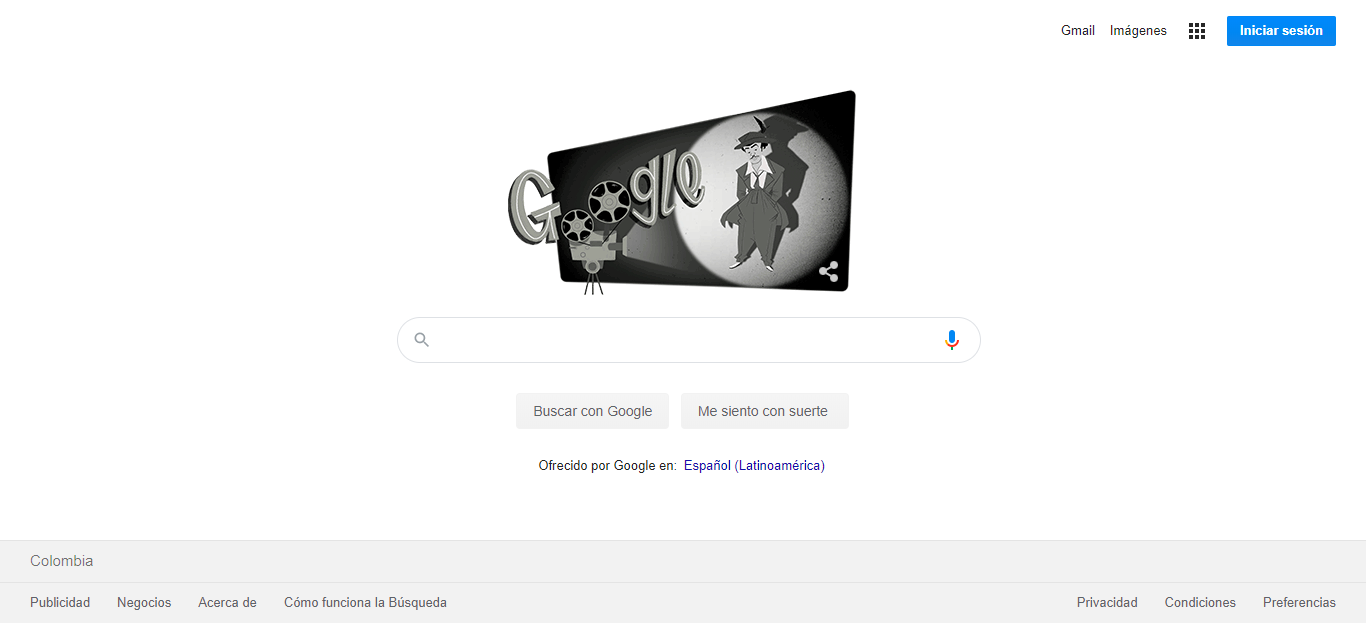 Gmail Imágenes Iniciar sesión
Google
Buscar con Google Me siento con suerte
Ofrecido por Google en: Español (Latinoamérica)
Colombia
Publicidad Negocios Acerca de Cómo funciona la Búsqueda Privacidad Condiciones Preferencias